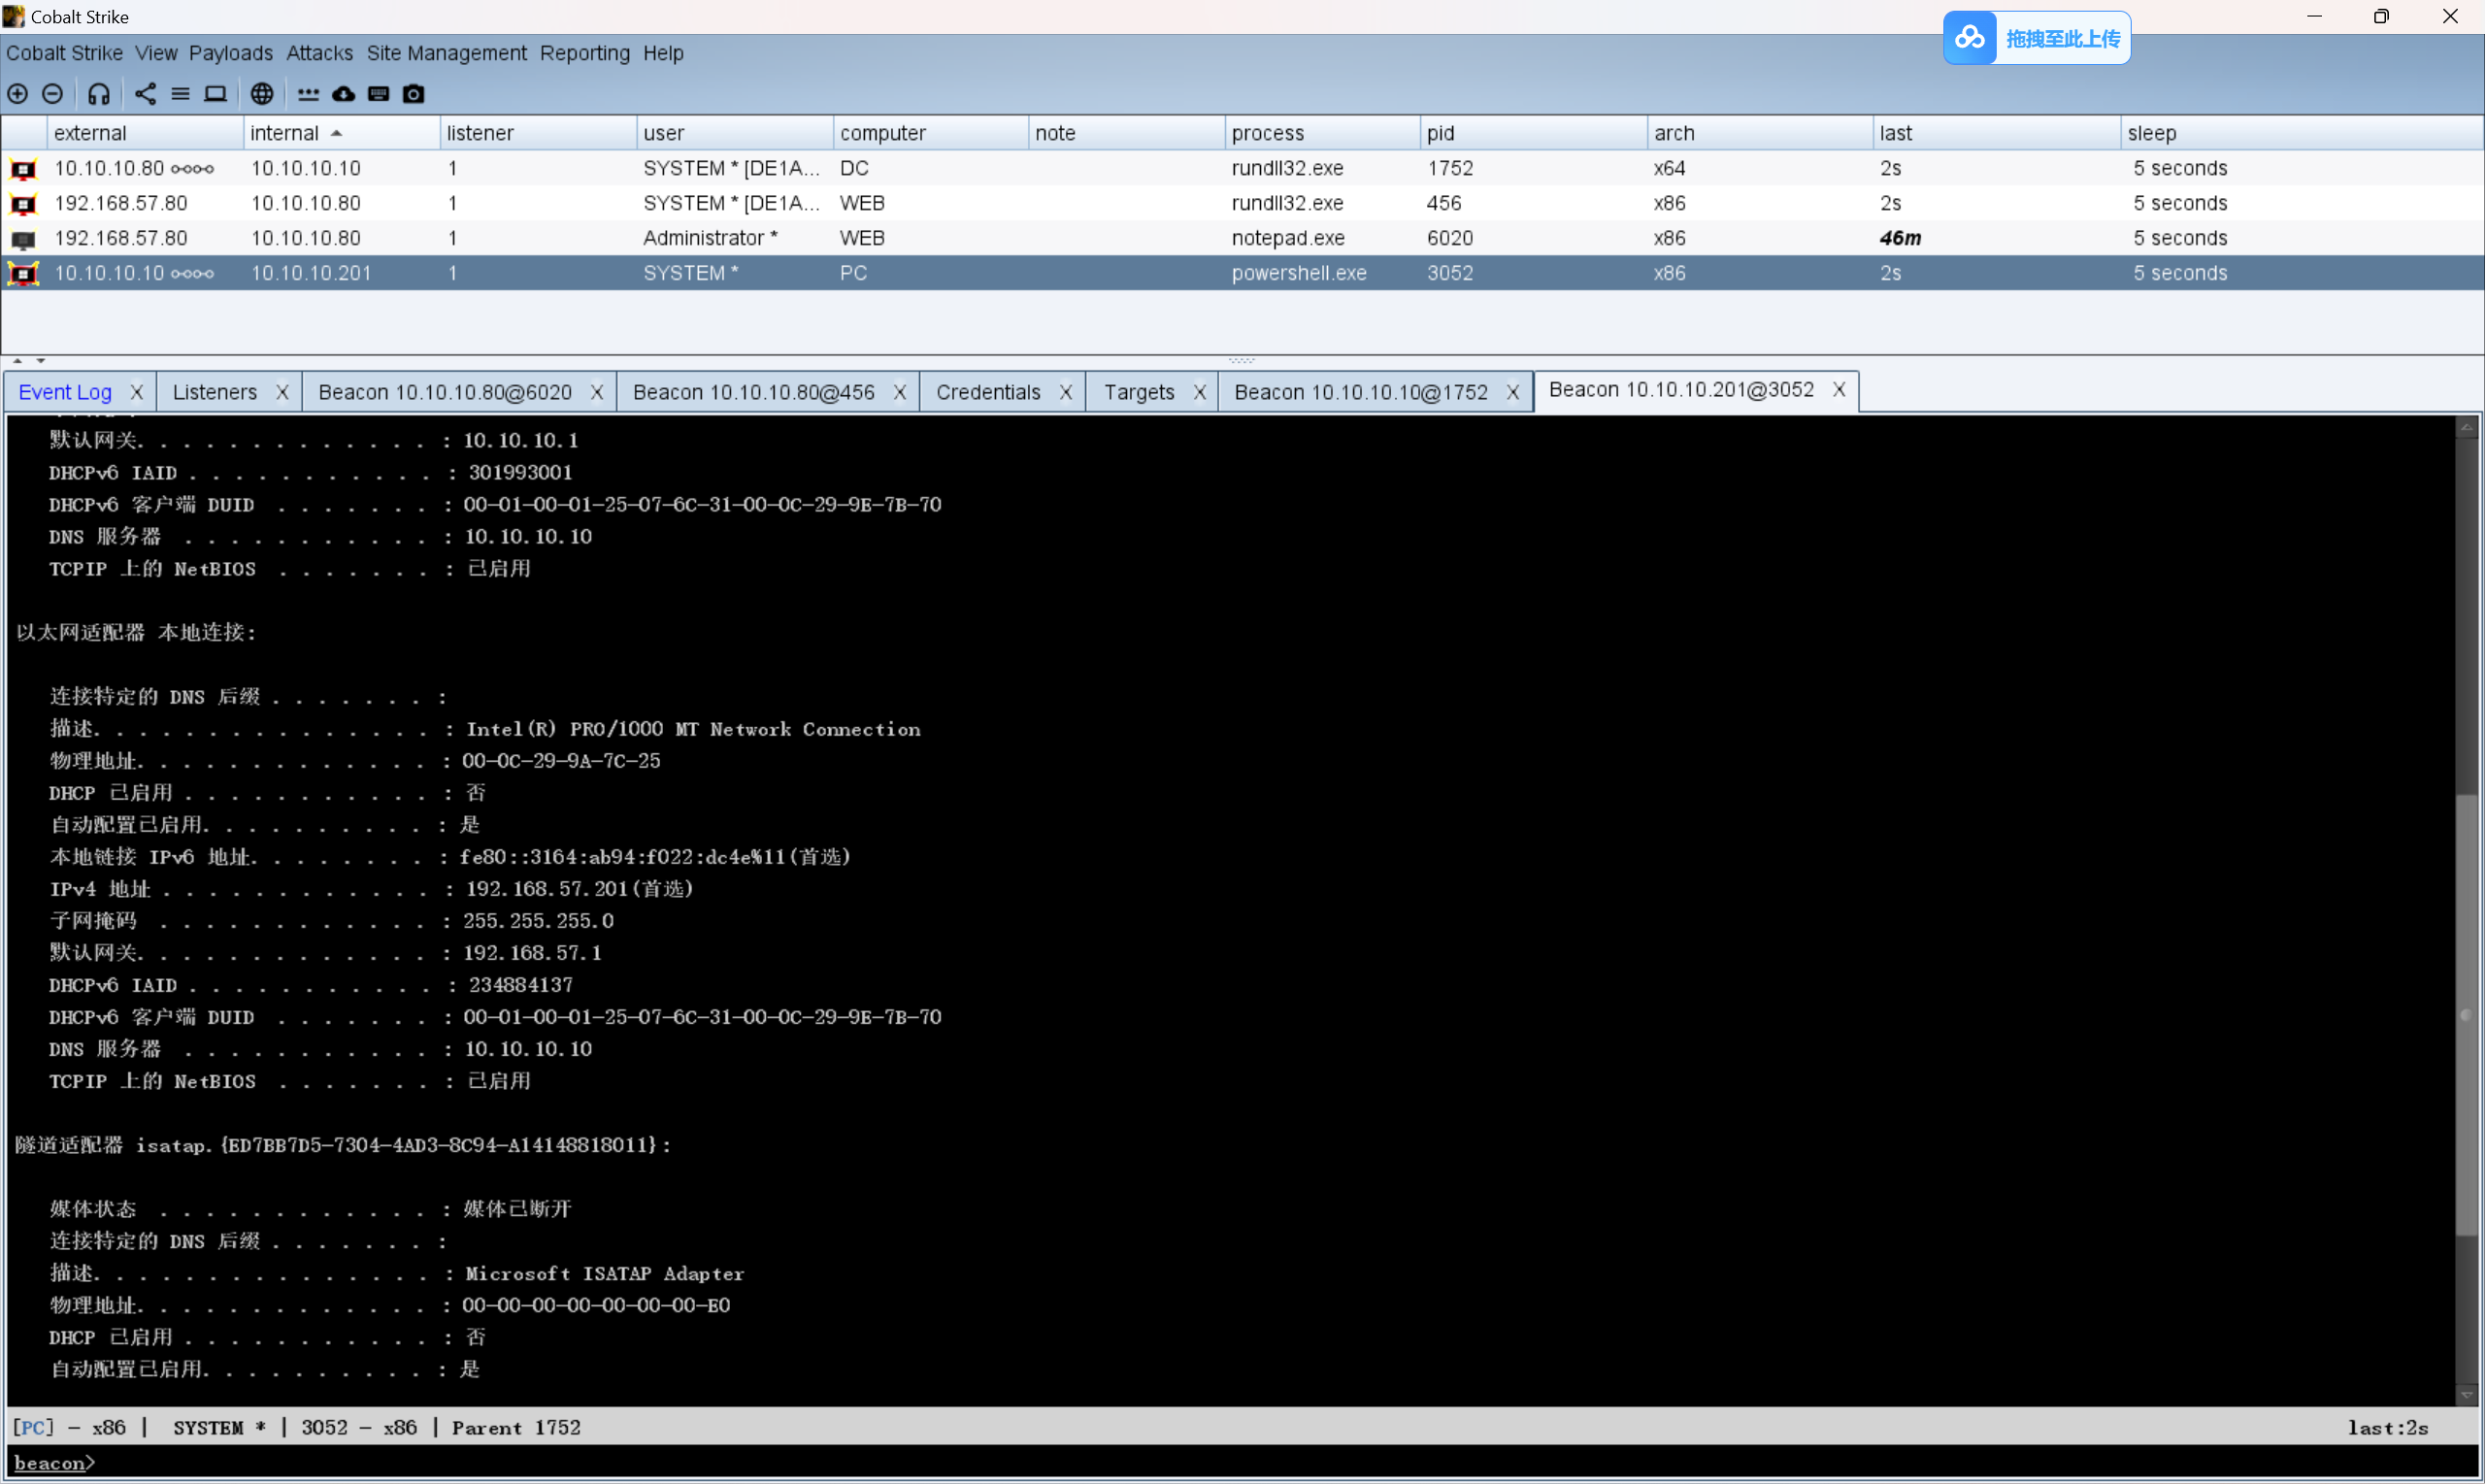 Cobalt Strike
拖拽至此上传
Cobalt Strike View Payloads Attacks Site Management Reporting Help
external internal listener user computer note process pid arch last sleep
10.10.10.80 10.10.10.10 1 SYSTEM * [DE1A... DC rundll32.exe 1752 x64 2s 5 seconds
192.168.57.80 10.10.10.80 1 SYSTEM * [DE1A... WEB rundll32.exe 456 x86 2s 5 seconds
192.168.57.80 10.10.10.80 1 Administrator * WEB notepad.exe 6020 x86 46m 5 seconds
10.10.10.10 10.10.10.201 1 SYSTEM * PC powershell.exe 3052 x86 2s 5 seconds
Event Log X Listeners X Beacon 10.10.10.80@6020 X Beacon 10.10.10.80@456 X Credentials X Targets X Beacon 10.10.10.10@1752 X Beacon 10.10.10.201@3052 X
默认网关. . . . . . . . . . . . . : 10.10.10.1
DHCPv6 IAID . . . . . . . . . . . : 301993001
DHCPv6 客户端 DUID . . . . . . . : 00-01-00-01-25-07-6C-31-00-0C-29-9E-7B-70
DNS 服务器 . . . . . . . . . . . : 10.10.10.10
TCPIP 上的 NetBIOS . . . . . . . : 已启用
以太网适配器 本地连接:
连接特定的 DNS 后缀 . . . . . . . :
描述. . . . . . . . . . . . . . . : Intel(R) PRO/1000 MT Network Connection
物理地址. . . . . . . . . . . . . : 00-0C-29-9A-7C-25
DHCP 已启用 . . . . . . . . . . . : 否
自动配置已启用. . . . . . . . . . : 是
本地链接 IPv6 地址. . . . . . . . : fe80::3164:ab94:f022:dc4e%11(首选)
IPv4 地址 . . . . . . . . . . . . : 192.168.57.201(首选)
子网掩码 . . . . . . . . . . . . : 255.255.255.0
默认网关. . . . . . . . . . . . . : 192.168.57.1
DHCPv6 IAID . . . . . . . . . . . : 234884137
DHCPv6 客户端 DUID . . . . . . . : 00-01-00-01-25-07-6C-31-00-0C-29-9E-7B-70
DNS 服务器 . . . . . . . . . . . : 10.10.10.10
TCPIP 上的 NetBIOS . . . . . . . : 已启用
隧道适配器 isatap.{ED7BB7D5-7304-4AD3-8C94-A14148818011}:
媒体状态 . . . . . . . . . . . . : 媒体已断开
连接特定的 DNS 后缀 . . . . . . . :
描述. . . . . . . . . . . . . . . : Microsoft ISATAP Adapter
物理地址. . . . . . . . . . . . . : 00-00-00-00-00-00-00-E0
DHCP 已启用 . . . . . . . . . . . : 否
自动配置已启用. . . . . . . . . . : 是
[PC] - x86 | SYSTEM * | 3052 - x86 | Parent 1752 last:2s
beacon>